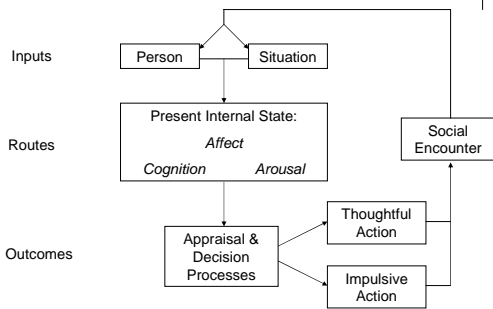 Inputs
Person
Situation
Routes
Present Internal State:
Affect
Cognition Arousal
Social
Encounter
Outcomes
Appraisal &
Decision
Processes
Thoughtful
Action
Impulsive
Action